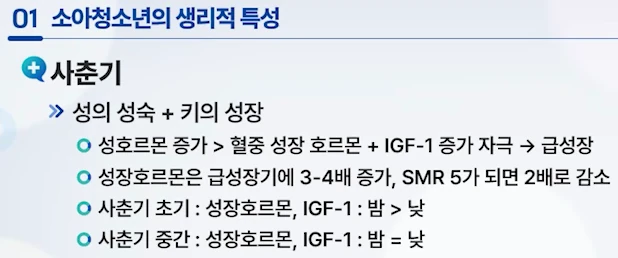 01 소아청소년의 생리적 특성
사춘기
성의 성숙 + 키의 성장
성호르몬 증가 > 혈중 성장 호르몬 + IGF-1 증가 자극 → 급성장
성장호르몬은 급성장기에 3-4배 증가, SMR 5가 되면 2배로 감소
사춘기 초기 : 성장호르몬, IGF-1 : 밤 > 낮
사춘기 중간 : 성장호르몬, IGF-1 : 밤 = 낮